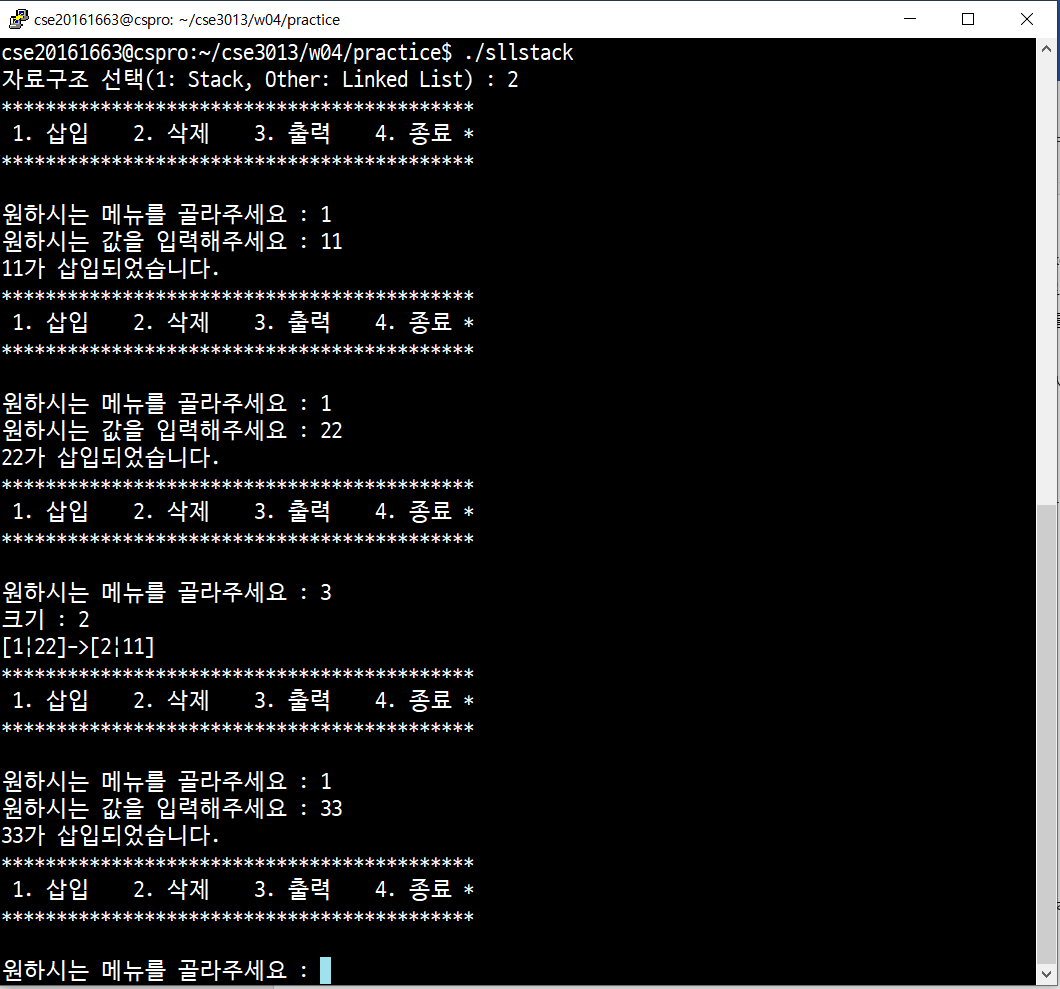 cse20161663@cspro: ~/cse3013/w04/practice
cse20161663@cspro:~/cse3013/w04/practice$ ./sllstack
자료구조 선택(1: Stack, Other: Linked List) : 2
*******************************************
 1. 삽입    2. 삭제    3. 출력    4. 종료 *
*******************************************

원하시는 메뉴를 골라주세요 : 1
원하시는 값을 입력해주세요 : 11
11가 삽입되었습니다.
*******************************************
 1. 삽입    2. 삭제    3. 출력    4. 종료 *
*******************************************

원하시는 메뉴를 골라주세요 : 1
원하시는 값을 입력해주세요 : 22
22가 삽입되었습니다.
*******************************************
 1. 삽입    2. 삭제    3. 출력    4. 종료 *
*******************************************

원하시는 메뉴를 골라주세요 : 3
크기 : 2
[1|22]->[2|11]
*******************************************
 1. 삽입    2. 삭제    3. 출력    4. 종료 *
*******************************************

원하시는 메뉴를 골라주세요 : 1
원하시는 값을 입력해주세요 : 33
33가 삽입되었습니다.
*******************************************
 1. 삽입    2. 삭제    3. 출력    4. 종료 *
*******************************************

원하시는 메뉴를 골라주세요 :